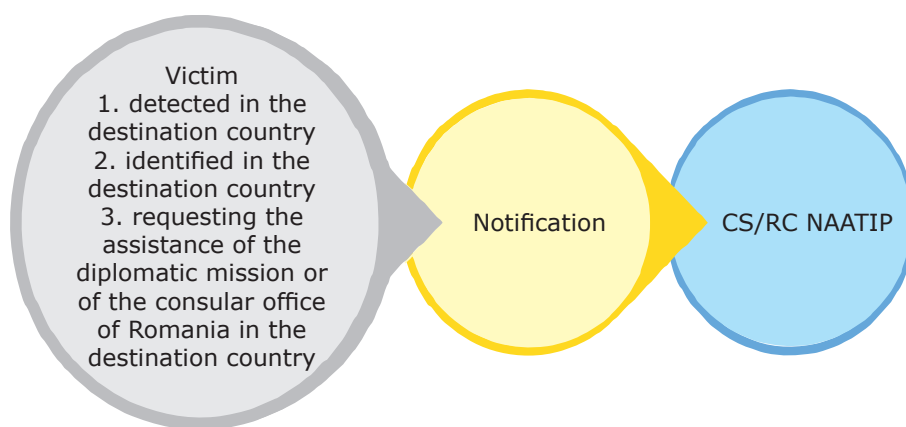 Victim
1. detected in the
destination country
2. identified in the
destination country
3. requesting the
assistance of the
diplomatic mission or
of the consular office
of Romania in the
destination country
Notification
CS/RC NAATIP